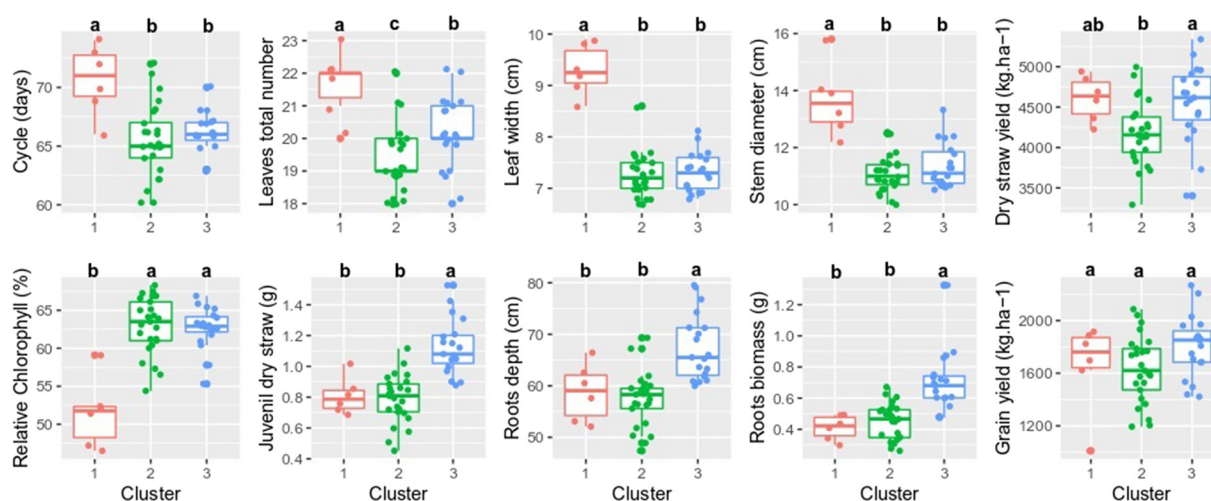 a b b
Cycle (days)
70
65
60
1 2 3
a c b
Leaves total number
23
22
21
20
19
18
1 2 3
a b b
Leaf width (cm)
10
9
8
7
1 2 3
a b b
Stem diameter (cm)
16
14
12
10
1 2 3
ab b a
Dry straw yield (kg.ha−1)
5000
4500
4000
3500
1 2 3
b a a
Relative Chlorophyll (%)
65
60
55
50
1 2 3
Cluster
b b a
Juvenil dry straw (g)
1.4
1.2
1.0
0.8
0.6
0.4
1 2 3
Cluster
b b a
Roots depth (cm)
80
70
60
50
1 2 3
Cluster
b b a
Roots biomass (g)
1.2
1.0
0.8
0.6
0.4
1 2 3
Cluster
a a a
Grain yield (kg.ha−1)
2000
1600
1200
1 2 3
Cluster